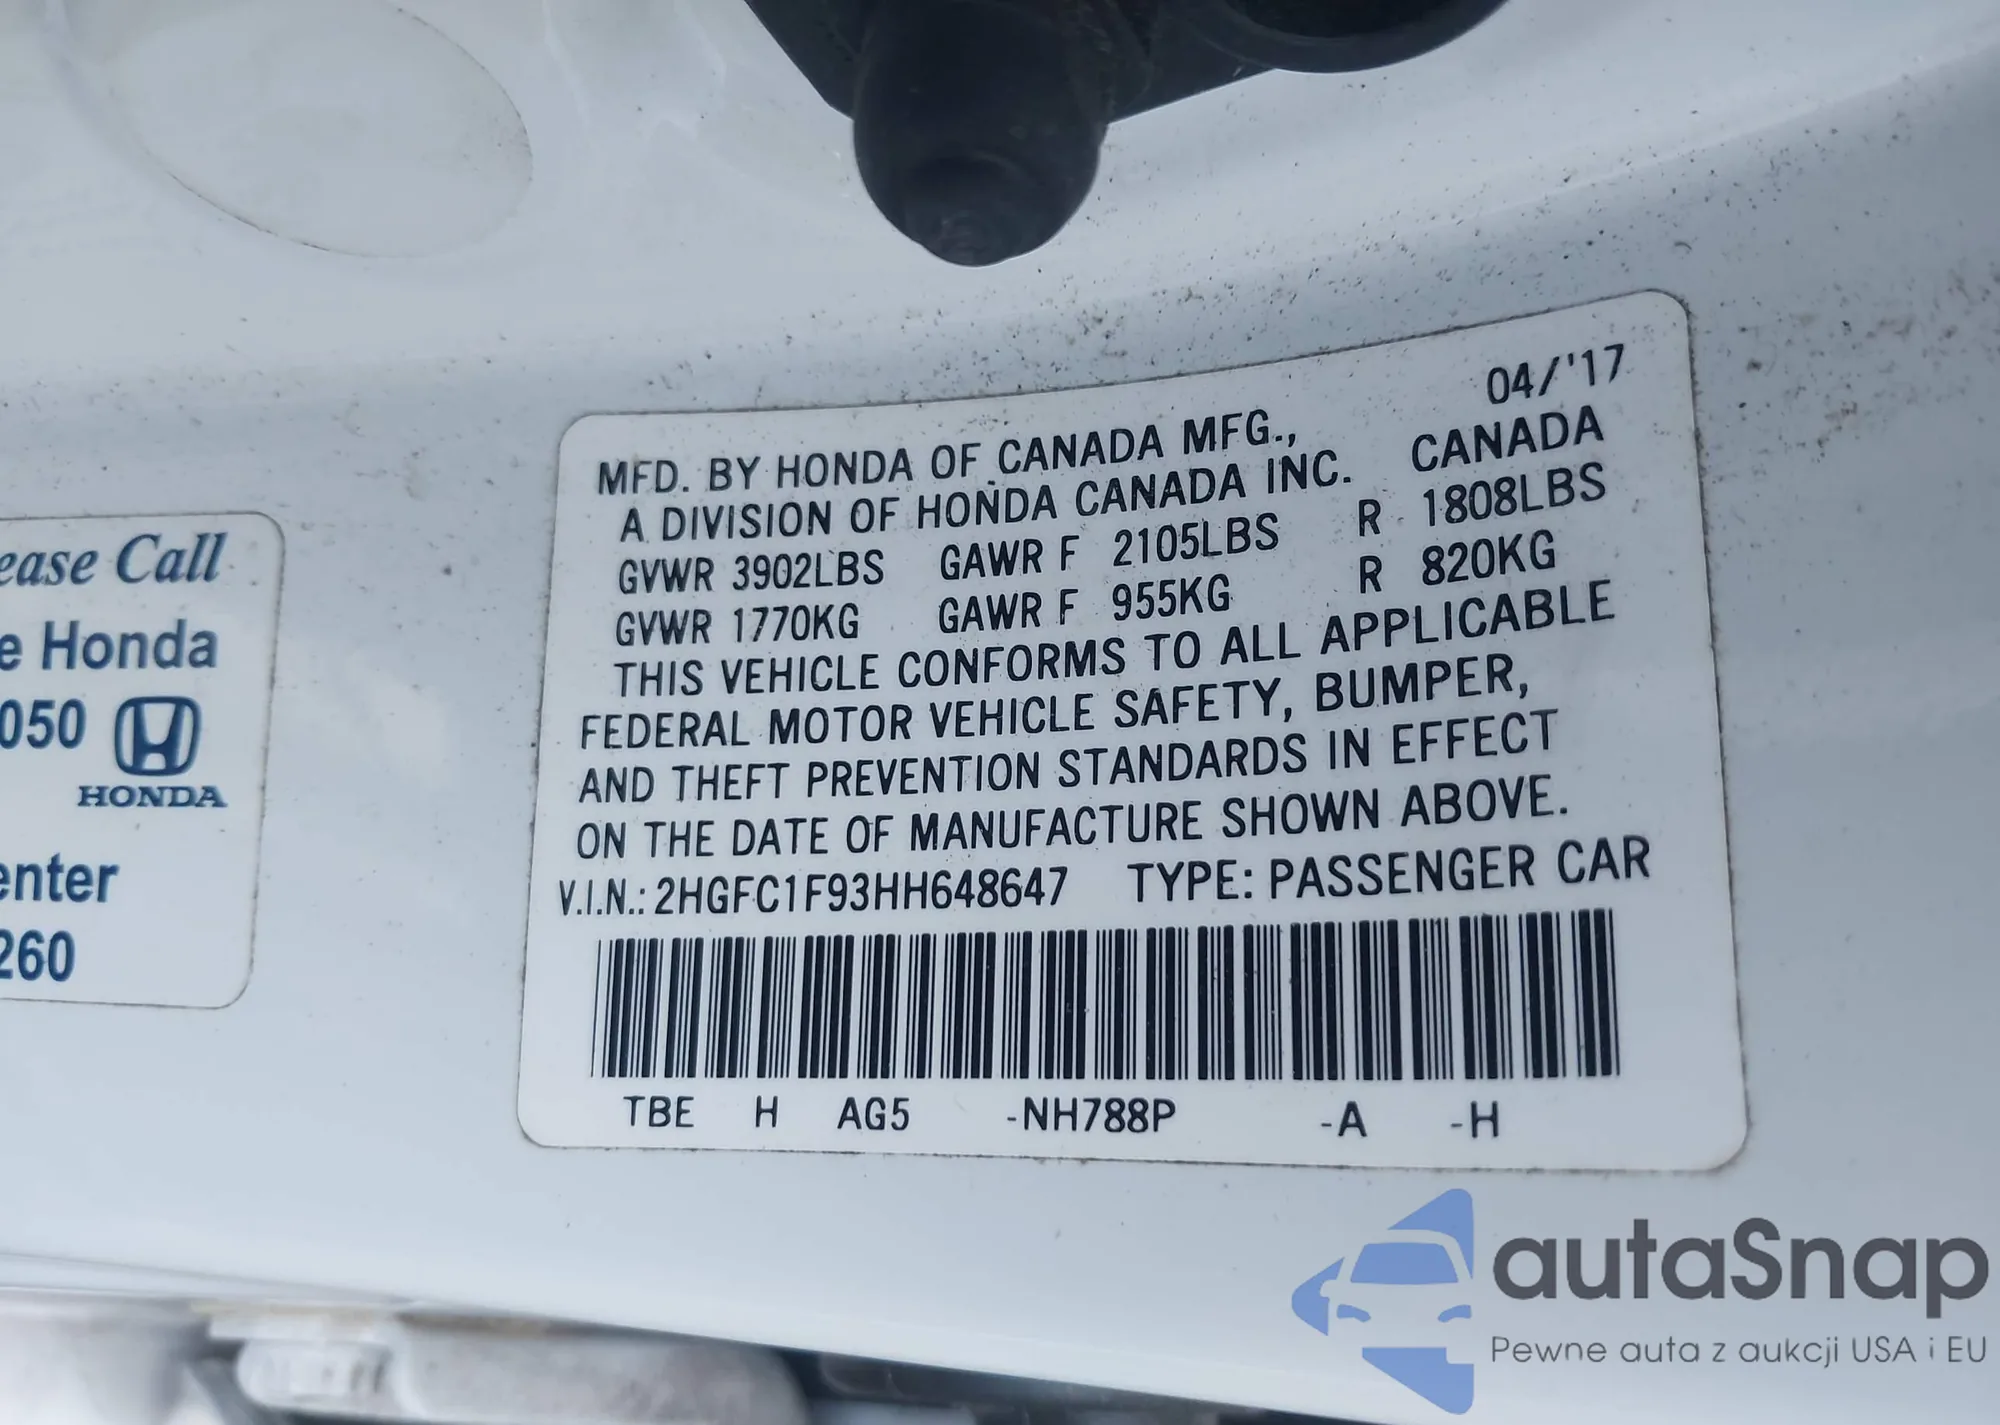 04/'17
MFD. BY HONDA OF CANADA MFG.,
A DIVISION OF HONDA CANADA INC. CANADA
GVWR 3902LBS GAWR F 2105LBS R 1808LBS
GVWR 1770KG GAWR F 955KG R 820KG
THIS VEHICLE CONFORMS TO ALL APPLICABLE
FEDERAL MOTOR VEHICLE SAFETY, BUMPER,
AND THEFT PREVENTION STANDARDS IN EFFECT
ON THE DATE OF MANUFACTURE SHOWN ABOVE.
V.I.N.: 2HGFC1F93HH648647 TYPE: PASSENGER CAR
TBE H AG5 -NH788P -A -H
ease Call
e Honda
050
HONDA
enter
260
autaSnap
Pewne auta z aukcji USA i EU